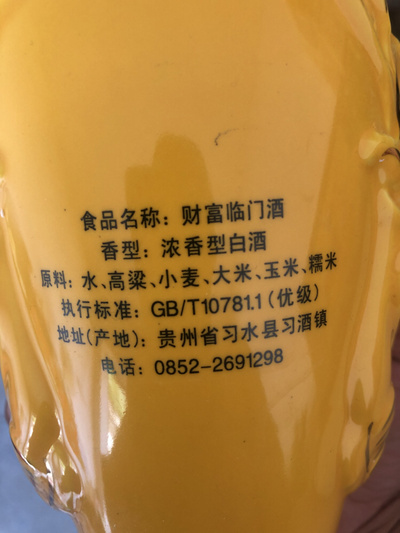 食品名称：财富临门酒
香型：浓香型白酒
原料：水、高粱、小麦、大米、玉米、糯米
执行标准：GB/T10781.1（优级）
地址（产地）：贵州省习水县习酒镇
电话：0852-2691298